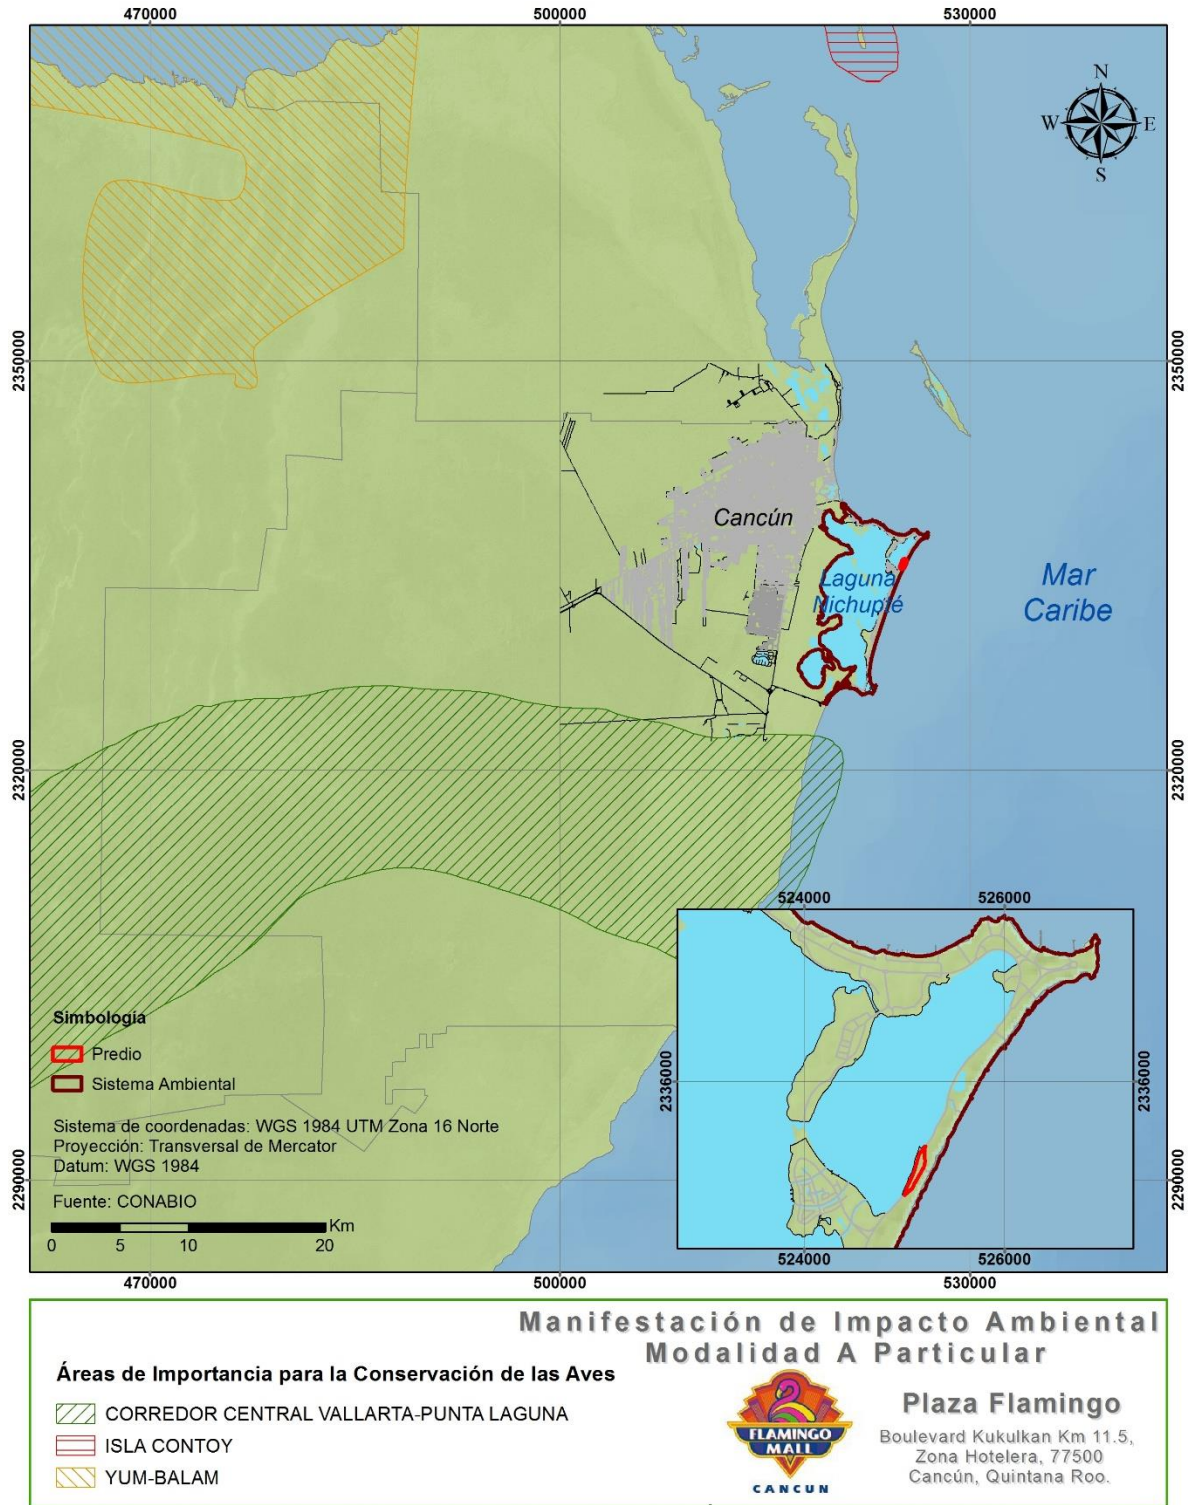 470000
500000
530000
N
W
E
S
2350000
2350000
Cancún
Laguna
Nichupté
Mar
Caribe
2320000
2320000
524000
526000
2336000
2336000
524000
526000
Simbología
Predio
Sistema Ambiental
Sistema de coordenadas: WGS 1984 UTM Zona 16 Norte
Proyección: Transversal de Mercator
Datum: WGS 1984
Fuente: CONABIO
Km
0 5 10 20
2290000
2290000
470000
500000
530000
Manifestación de Impacto Ambiental
Modalidad A Particular
Áreas de Importancia para la Conservación de las Aves
CORREDOR CENTRAL VALLARTA-PUNTA LAGUNA
ISLA CONTOY
YUM-BALAM
FLAMINGO
MALL
CANCUN
Plaza Flamingo
Boulevard Kukulkan Km 11.5,
Zona Hotelera, 77500
Cancún, Quintana Roo.